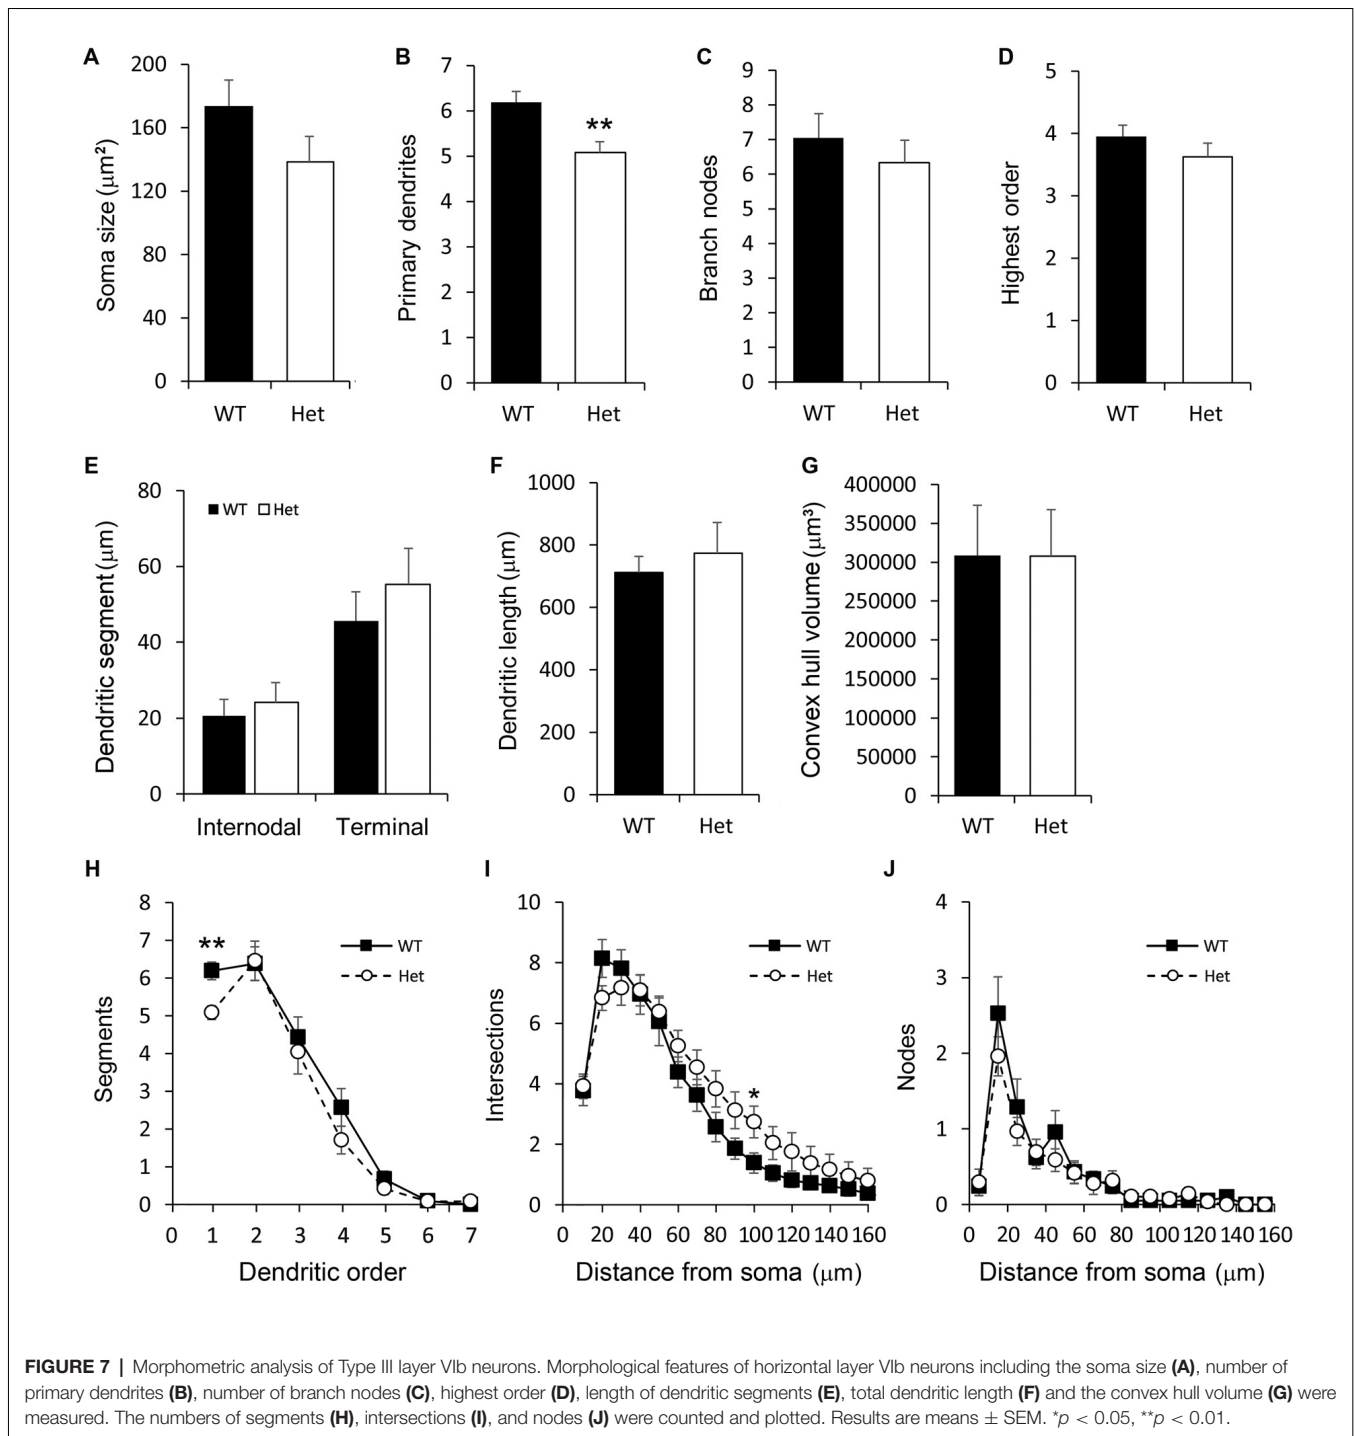 A
Soma size (μm²)
200
160
120
80
40
0
WT Het
B
Primary dendrites
7
6
5
4
3
2
1
0
**
WT Het
C
Branch nodes
9
8
7
6
5
4
3
2
1
0
WT Het
D
Highest order
5
4
3
2
1
0
WT Het
E
Dendritic segment (μm)
80
60
40
20
0
WT Het
Internodal Terminal
F
Dendritic length (μm)
1000
800
600
400
200
0
WT Het
G
Convex hull volume (μm³)
400000
350000
300000
250000
200000
150000
100000
50000
0
WT Het
H
Segments
8
7
6
5
4
3
2
1
0
**
WT
Het
0 1 2 3 4 5 6 7
Dendritic order
I
Intersections
10
8
6
4
2
0
*
WT
Het
0 20 40 60 80 100 120 140 160
Distance from soma (μm)
J
Nodes
4
3
2
1
0
WT
Het
0 20 40 60 80 100 120 140 160
Distance from soma (μm)
FIGURE 7 | Morphometric analysis of Type III layer VIb neurons. Morphological features of horizontal layer VIb neurons including the soma size (A), number of
primary dendrites (B), number of branch nodes (C), highest order (D), length of dendritic segments (E), total dendritic length (F) and the convex hull volume (G) were
measured. The numbers of segments (H), intersections (I), and nodes (J) were counted and plotted. Results are means ± SEM. *p < 0.05, **p < 0.01.